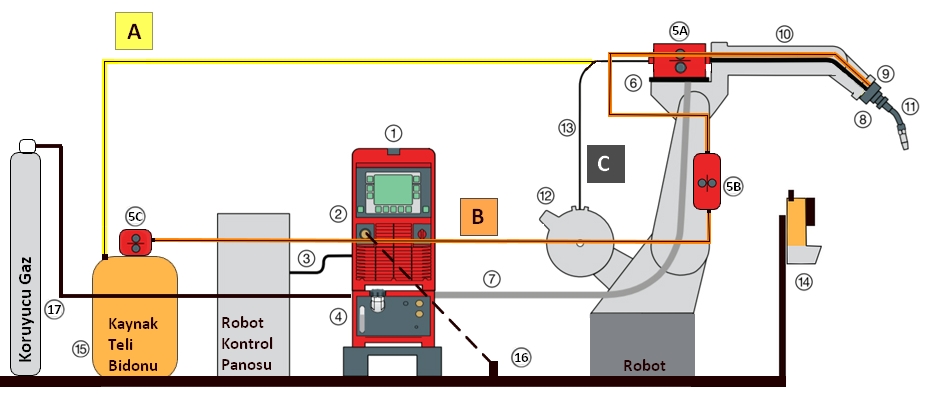 A
5A
10
9
6
8
11
13
1
C
5B
12
5C
2
B
3
7
14
4
17
Koruyucu Gaz
15
Kaynak
Teli
Bidonu
Robot
Kontrol
Panosu
16
Robot